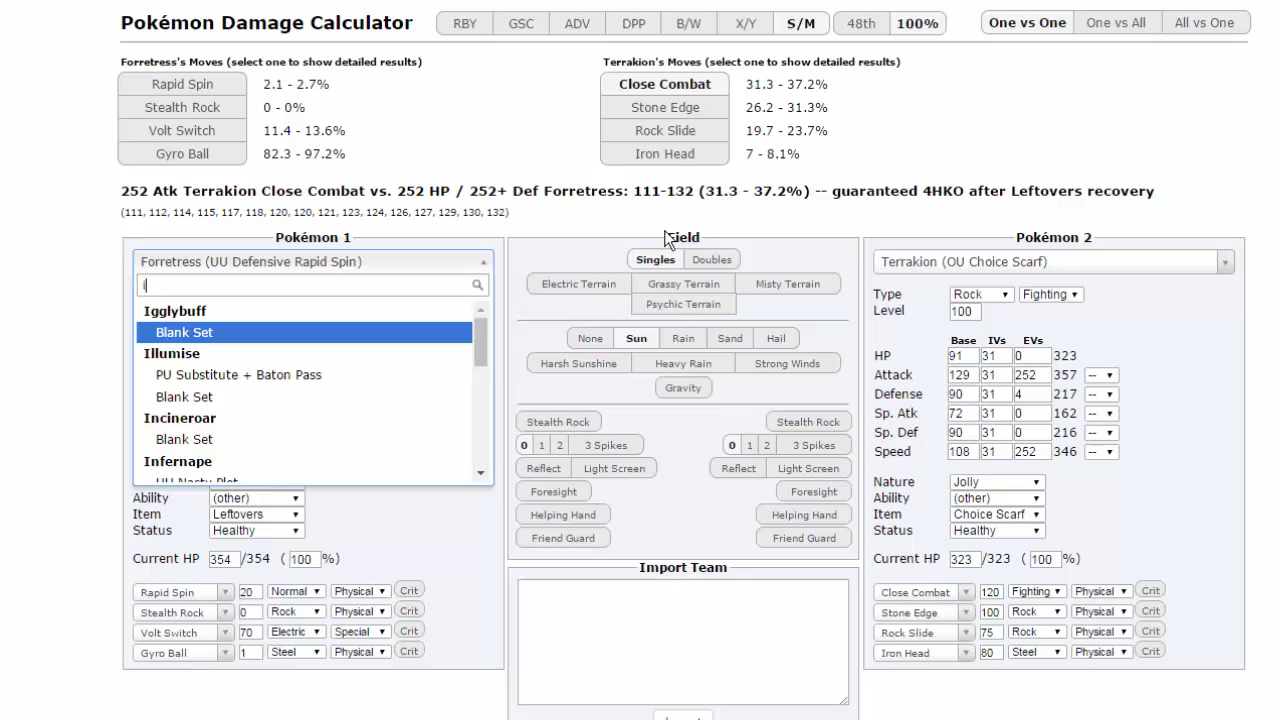 Pokémon Damage Calculator RBY GSC ADV DPP B/W X/Y S/M 48th 100% One vs One One vs All All vs One
Forretress's Moves (select one to show detailed results)
Rapid Spin 2.1 - 2.7%
Stealth Rock 0 - 0%
Volt Switch 11.4 - 13.6%
Gyro Ball 82.3 - 97.2%
Terrakion's Moves (select one to show detailed results)
Close Combat 31.3 - 37.2%
Stone Edge 26.2 - 31.3%
Rock Slide 19.7 - 23.7%
Iron Head 7 - 8.1%
252 Atk Terrakion Close Combat vs. 252 HP / 252+ Def Forretress: 111-132 (31.3 - 37.2%) -- guaranteed 4HKO after Leftovers recovery
(111, 112, 114, 115, 117, 118, 120, 120, 121, 123, 124, 126, 127, 129, 130, 132)
Pokémon 1
Forretress (UU Defensive Rapid Spin)
i
Igglybuff
Blank Set
Illumise
PU Substitute + Baton Pass
Blank Set
Incineroar
Blank Set
Infernape
UU Nasty Plot
Ability (other)
Item Leftovers
Status Healthy
Current HP 354 /354 ( 100 %)
Rapid Spin 20 Normal Physical Crit
Stealth Rock 0 Rock Physical Crit
Volt Switch 70 Electric Special Crit
Gyro Ball 1 Steel Physical Crit
Field
Singles Doubles
Electric Terrain Grassy Terrain Misty Terrain
Psychic Terrain
None Sun Rain Sand Hail
Harsh Sunshine Heavy Rain Strong Winds
Gravity
Stealth Rock Stealth Rock
0 1 2 3 Spikes 0 1 2 3 Spikes
Reflect Light Screen Reflect Light Screen
Foresight Foresight
Helping Hand Helping Hand
Friend Guard Friend Guard
Import Team
Pokémon 2
Terrakion (OU Choice Scarf)
Type Rock Fighting
Level 100
Base IVs EVs
HP 91 31 0 323
Attack 129 31 252 357 --
Defense 90 31 4 217 --
Sp. Atk 72 31 0 162 --
Sp. Def 90 31 0 216 --
Speed 108 31 252 346 --
Nature Jolly
Ability (other)
Item Choice Scarf
Status Healthy
Current HP 323 /323 ( 100 %)
Close Combat 120 Fighting Physical Crit
Stone Edge 100 Rock Physical Crit
Rock Slide 75 Rock Physical Crit
Iron Head 80 Steel Physical Crit